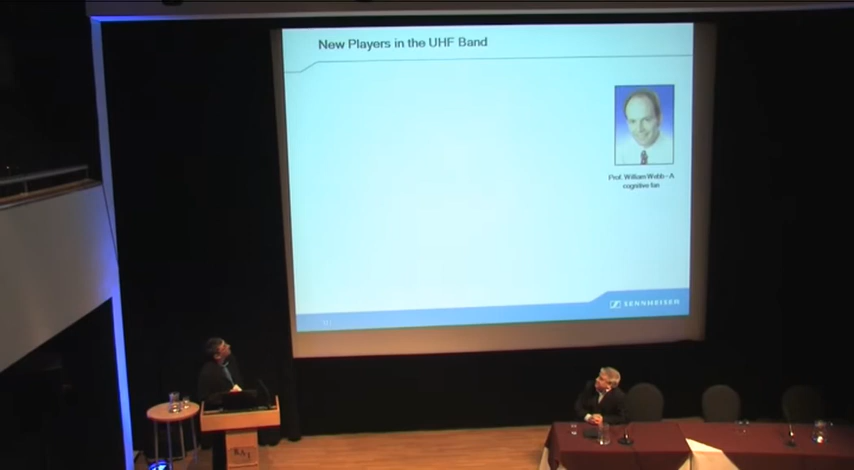 New Players in the UHF Band
Prof. William Webb - A
cognitive fan
SENNHEISER